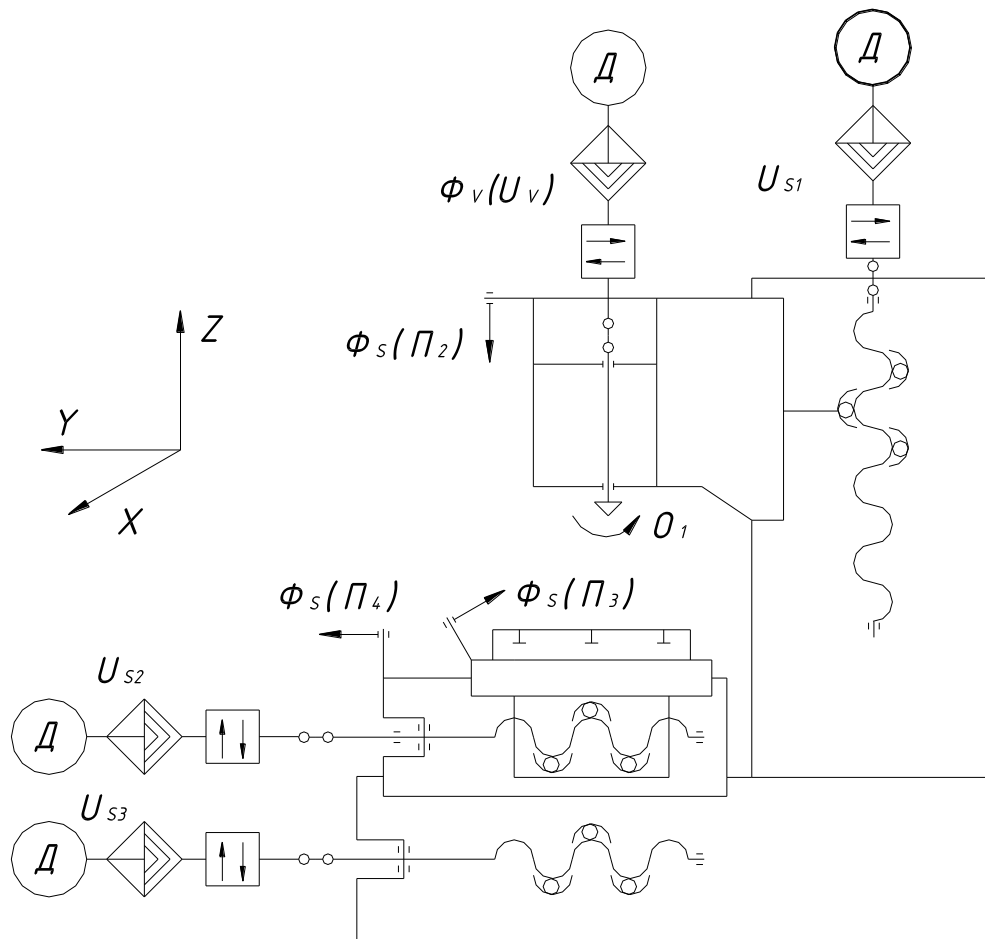 Д
Д
Ф V (U V)
U S1
Z
Ф S (П 2)
Y
X
O 1
Ф S (П 4)
Ф S (П 3)
U S2
Д
U S3
Д